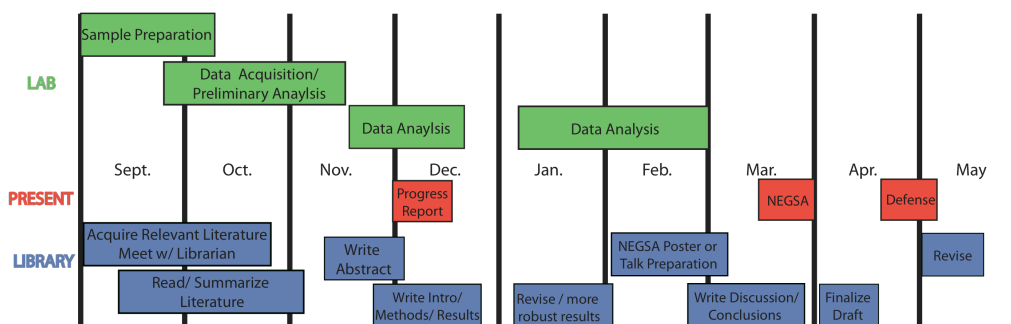 Sample Preparation
LAB
Data Acquisition/
Preliminary Anaylsis
Data Anaylsis
Data Analysis
Sept.
Oct.
Nov.
Dec.
Jan.
Feb.
Mar.
Apr.
May
PRESENT
Progress
Report
NEGSA
Defense
LIBRARY
Acquire Relevant Literature
Meet w/ Librarian
Write
Abstract
NEGSA Poster or
Talk Preparation
Revise
Read/ Summarize
Literature
Write Intro/
Methods/ Results
Revise / more
robust results
Write Discussion/
Conclusions
Finalize
Draft